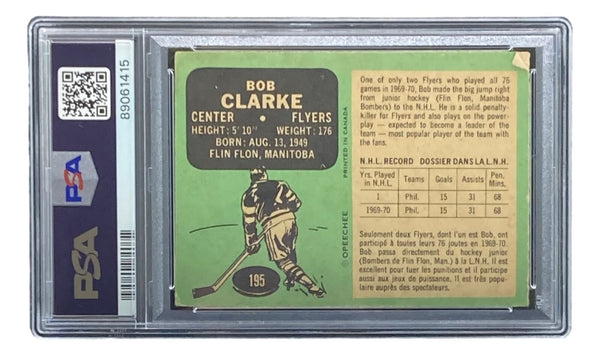 89061415
PSA
PSA
BOB
CLARKE
CENTER • FLYERS
HEIGHT: 5' 10" WEIGHT: 176
BORN: AUG. 13, 1949
FLIN FLON, MANITOBA
195
© OPEECHEE
PRINTED IN CANADA
One of only two Flyers who played all 76
games in 1969-70, Bob made the big jump right
from junior hockey (Flin Flon, Manitoba
Bombers) to the N.H.L. He is a solid penalty-
killer for Flyers and also plays on the power-
play — expected to become a leader of the
team — most popular player of the team with
the fans.
N.H.L. RECORD DOSSIER DANS LA L.N.H.
Yrs. Played in N.H.L. Teams Goals Assists Pen. Mins.
1 Phil. 15 31 68
1969-70 Phil. 15 31 68
Seulement deux Flyers, dont l'un est Bob, ont
participé à toutes leurs 76 joutes en 1969-70.
Bob passa directement du hockey junior
(Bombers de Flin Flon, Man.) à la L.N.H. Il est
excellent pour tuer les punitions et participe
aussi aux jeux de puissance. Il est l'joueur le
plus populaire auprès des spectateurs.